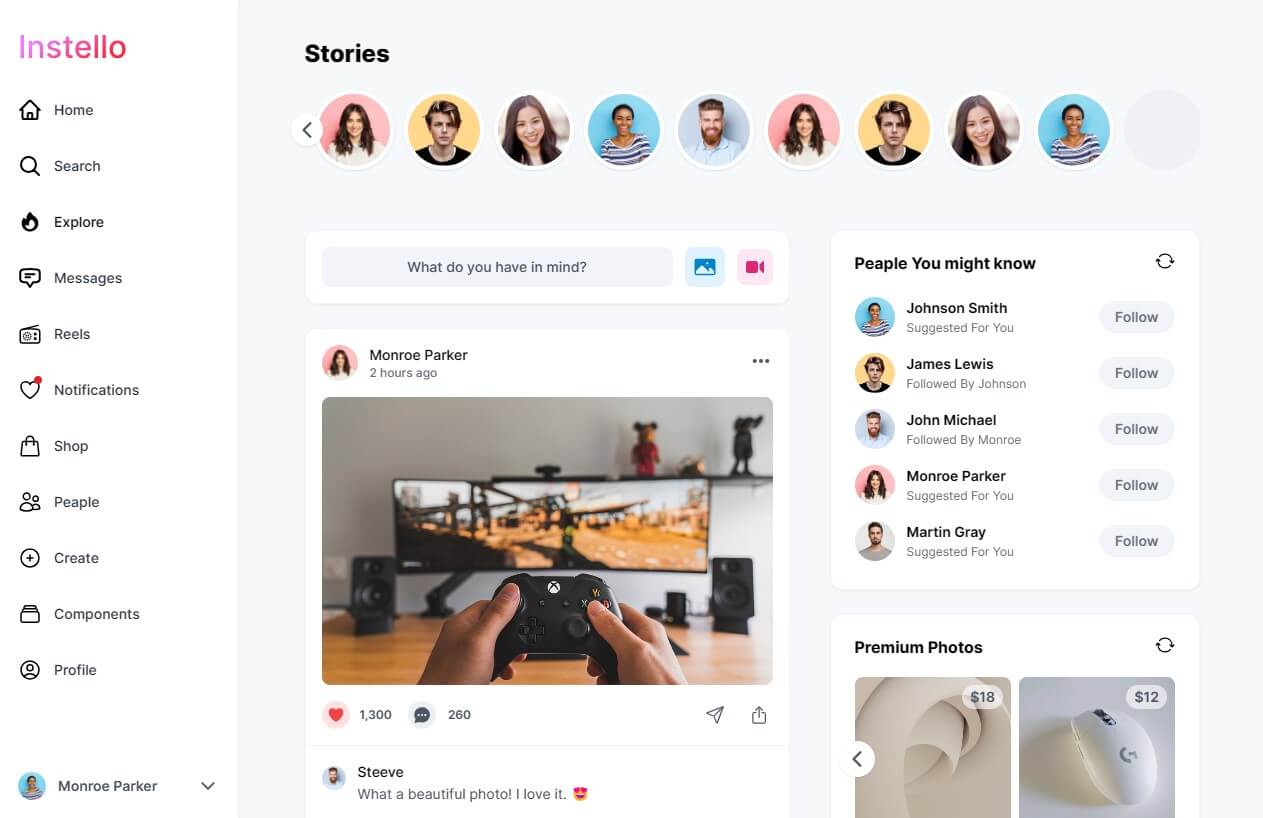 Instello
Home
Search
Explore
Messages
Reels
Notifications
Shop
Peaple
Create
Components
Profile
Monroe Parker
Stories
What do you have in mind?
Monroe Parker
2 hours ago
1,300
260
Steeve
What a beautiful photo! I love it. 😍
Peaple You might know
Johnson Smith
Suggested For You
Follow
James Lewis
Followed By Johnson
Follow
John Michael
Followed By Monroe
Follow
Monroe Parker
Suggested For You
Follow
Martin Gray
Suggested For You
Follow
Premium Photos
$18
$12